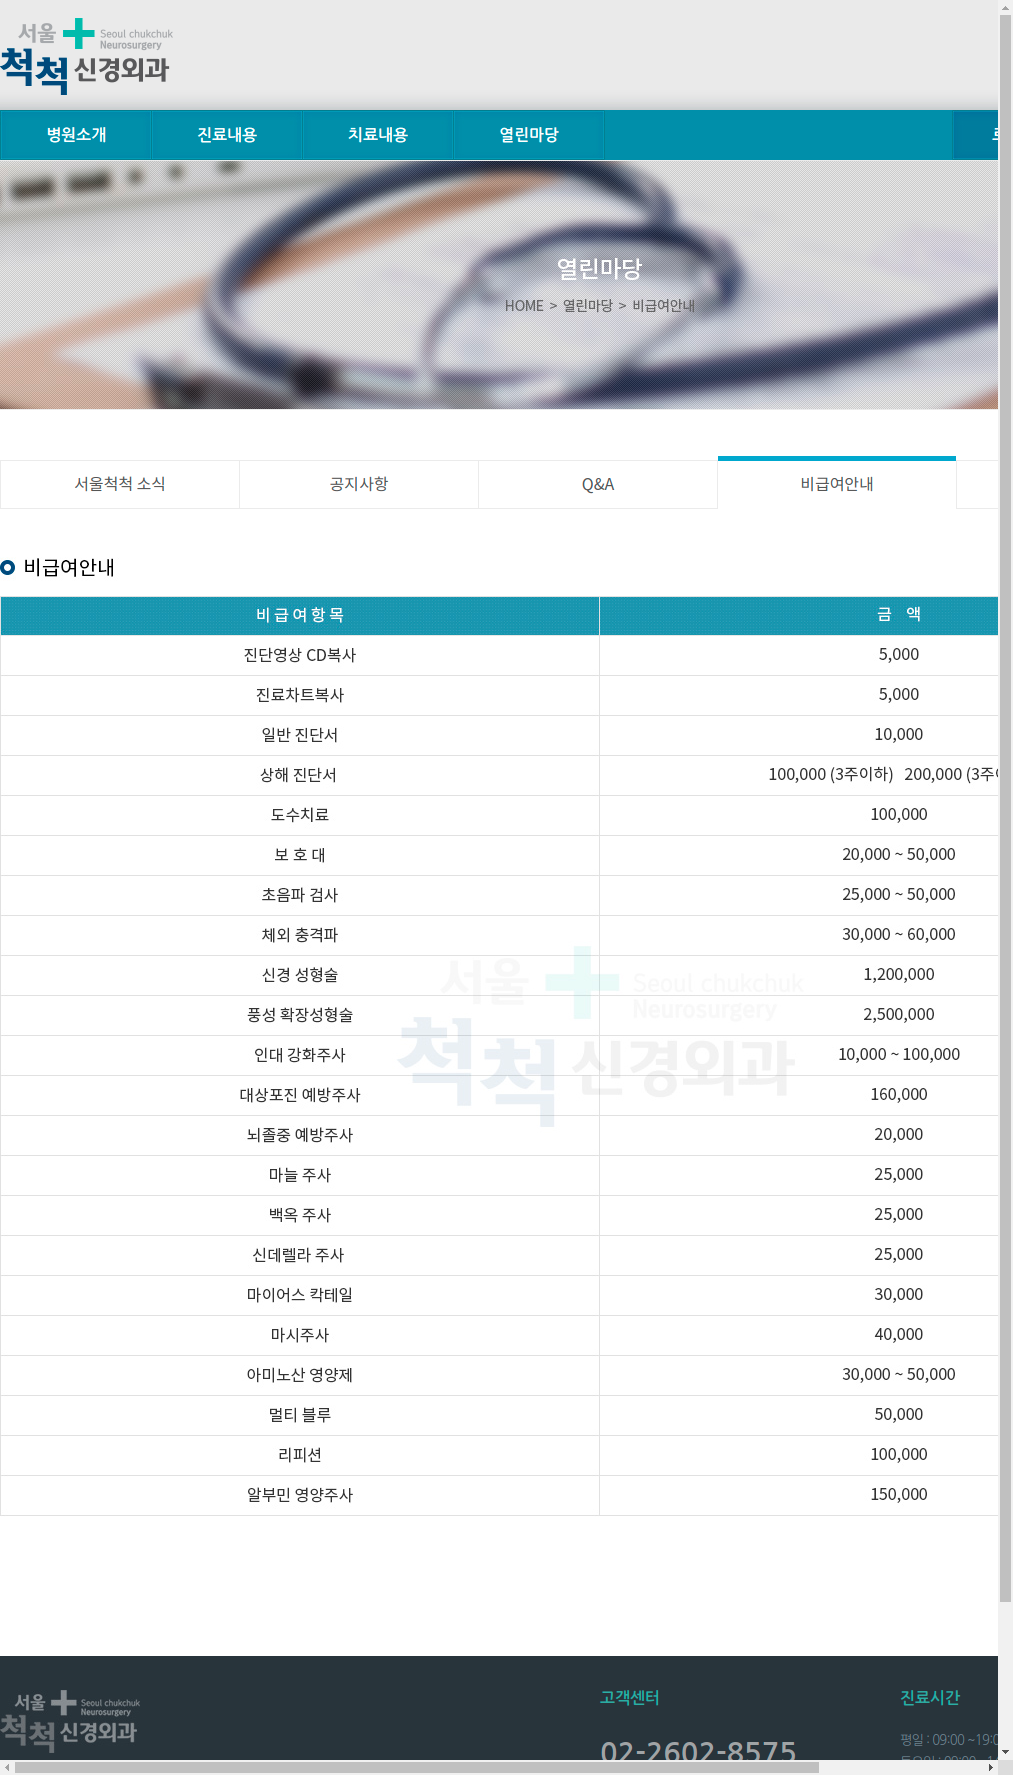 서울 Seoul chukchuk
Neurosurgery
척척 신경외과
병원소개 진료내용 치료내용 열린마당
열린마당
HOME > 열린마당 > 비급여안내
서울척척 소식 공지사항 Q&A 비급여안내
비급여안내
비 급 여 항 목 금 액
진단영상 CD복사 5,000
진료차트복사 5,000
일반 진단서 10,000
상해 진단서 100,000 (3주이하) 200,000 (3주
도수치료 100,000
보 호 대 20,000 ~ 50,000
초음파 검사 25,000 ~ 50,000
체외 충격파 30,000 ~ 60,000
신경 성형술 1,200,000
풍성 확장성형술 2,500,000
인대 강화주사 10,000 ~ 100,000
대상포진 예방주사 160,000
뇌졸중 예방주사 20,000
마늘 주사 25,000
백옥 주사 25,000
신데렐라 주사 25,000
마이어스 칵테일 30,000
마시주사 40,000
아미노산 영양제 30,000 ~ 50,000
멀티 블루 50,000
리피션 100,000
알부민 영양주사 150,000
서울 Seoul chukchuk
Neurosurgery
척척 신경외과
서울 Seoul chukchuk
Neurosurgery
척척 신경외과
고객센터 진료시간
02-2602-8575
평일 : 09:00 ~19:0